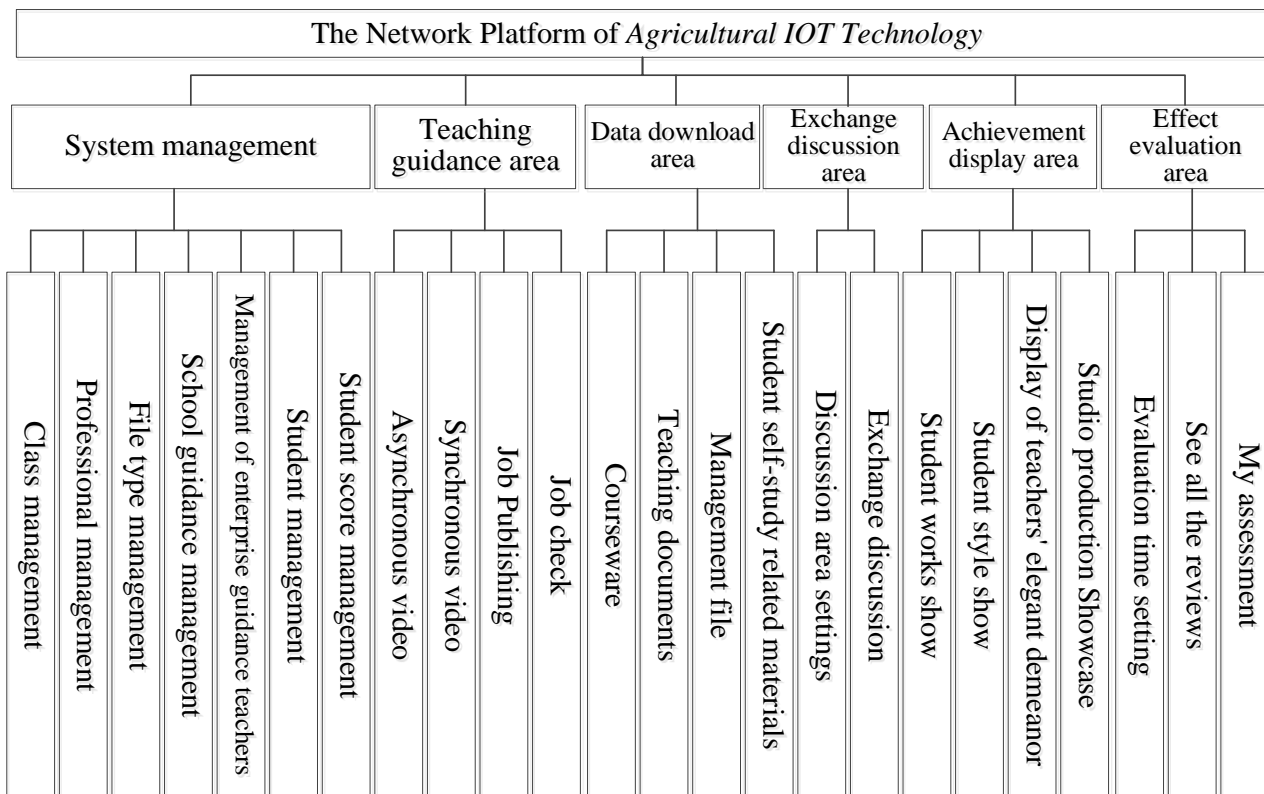 The Network Platform of Agricultural IOT Technology
System management
Teaching
guidance area
Data download
area
Exchange
discussion
area
Achievement
display area
Effect
evaluation
area
Class management
Professional management
File type management
School guidance management
Management of enterprise guidance teachers
Student management
Student score management
Asynchronous video
Synchronous video
Job Publishing
Job check
Courseware
Teaching documents
Management file
Student self-study related materials
Discussion area settings
Exchange discussion
Student works show
Student style show
Display of teachers' elegant demeanor
Studio production Showcase
Evaluation time setting
See all the reviews
My assessment